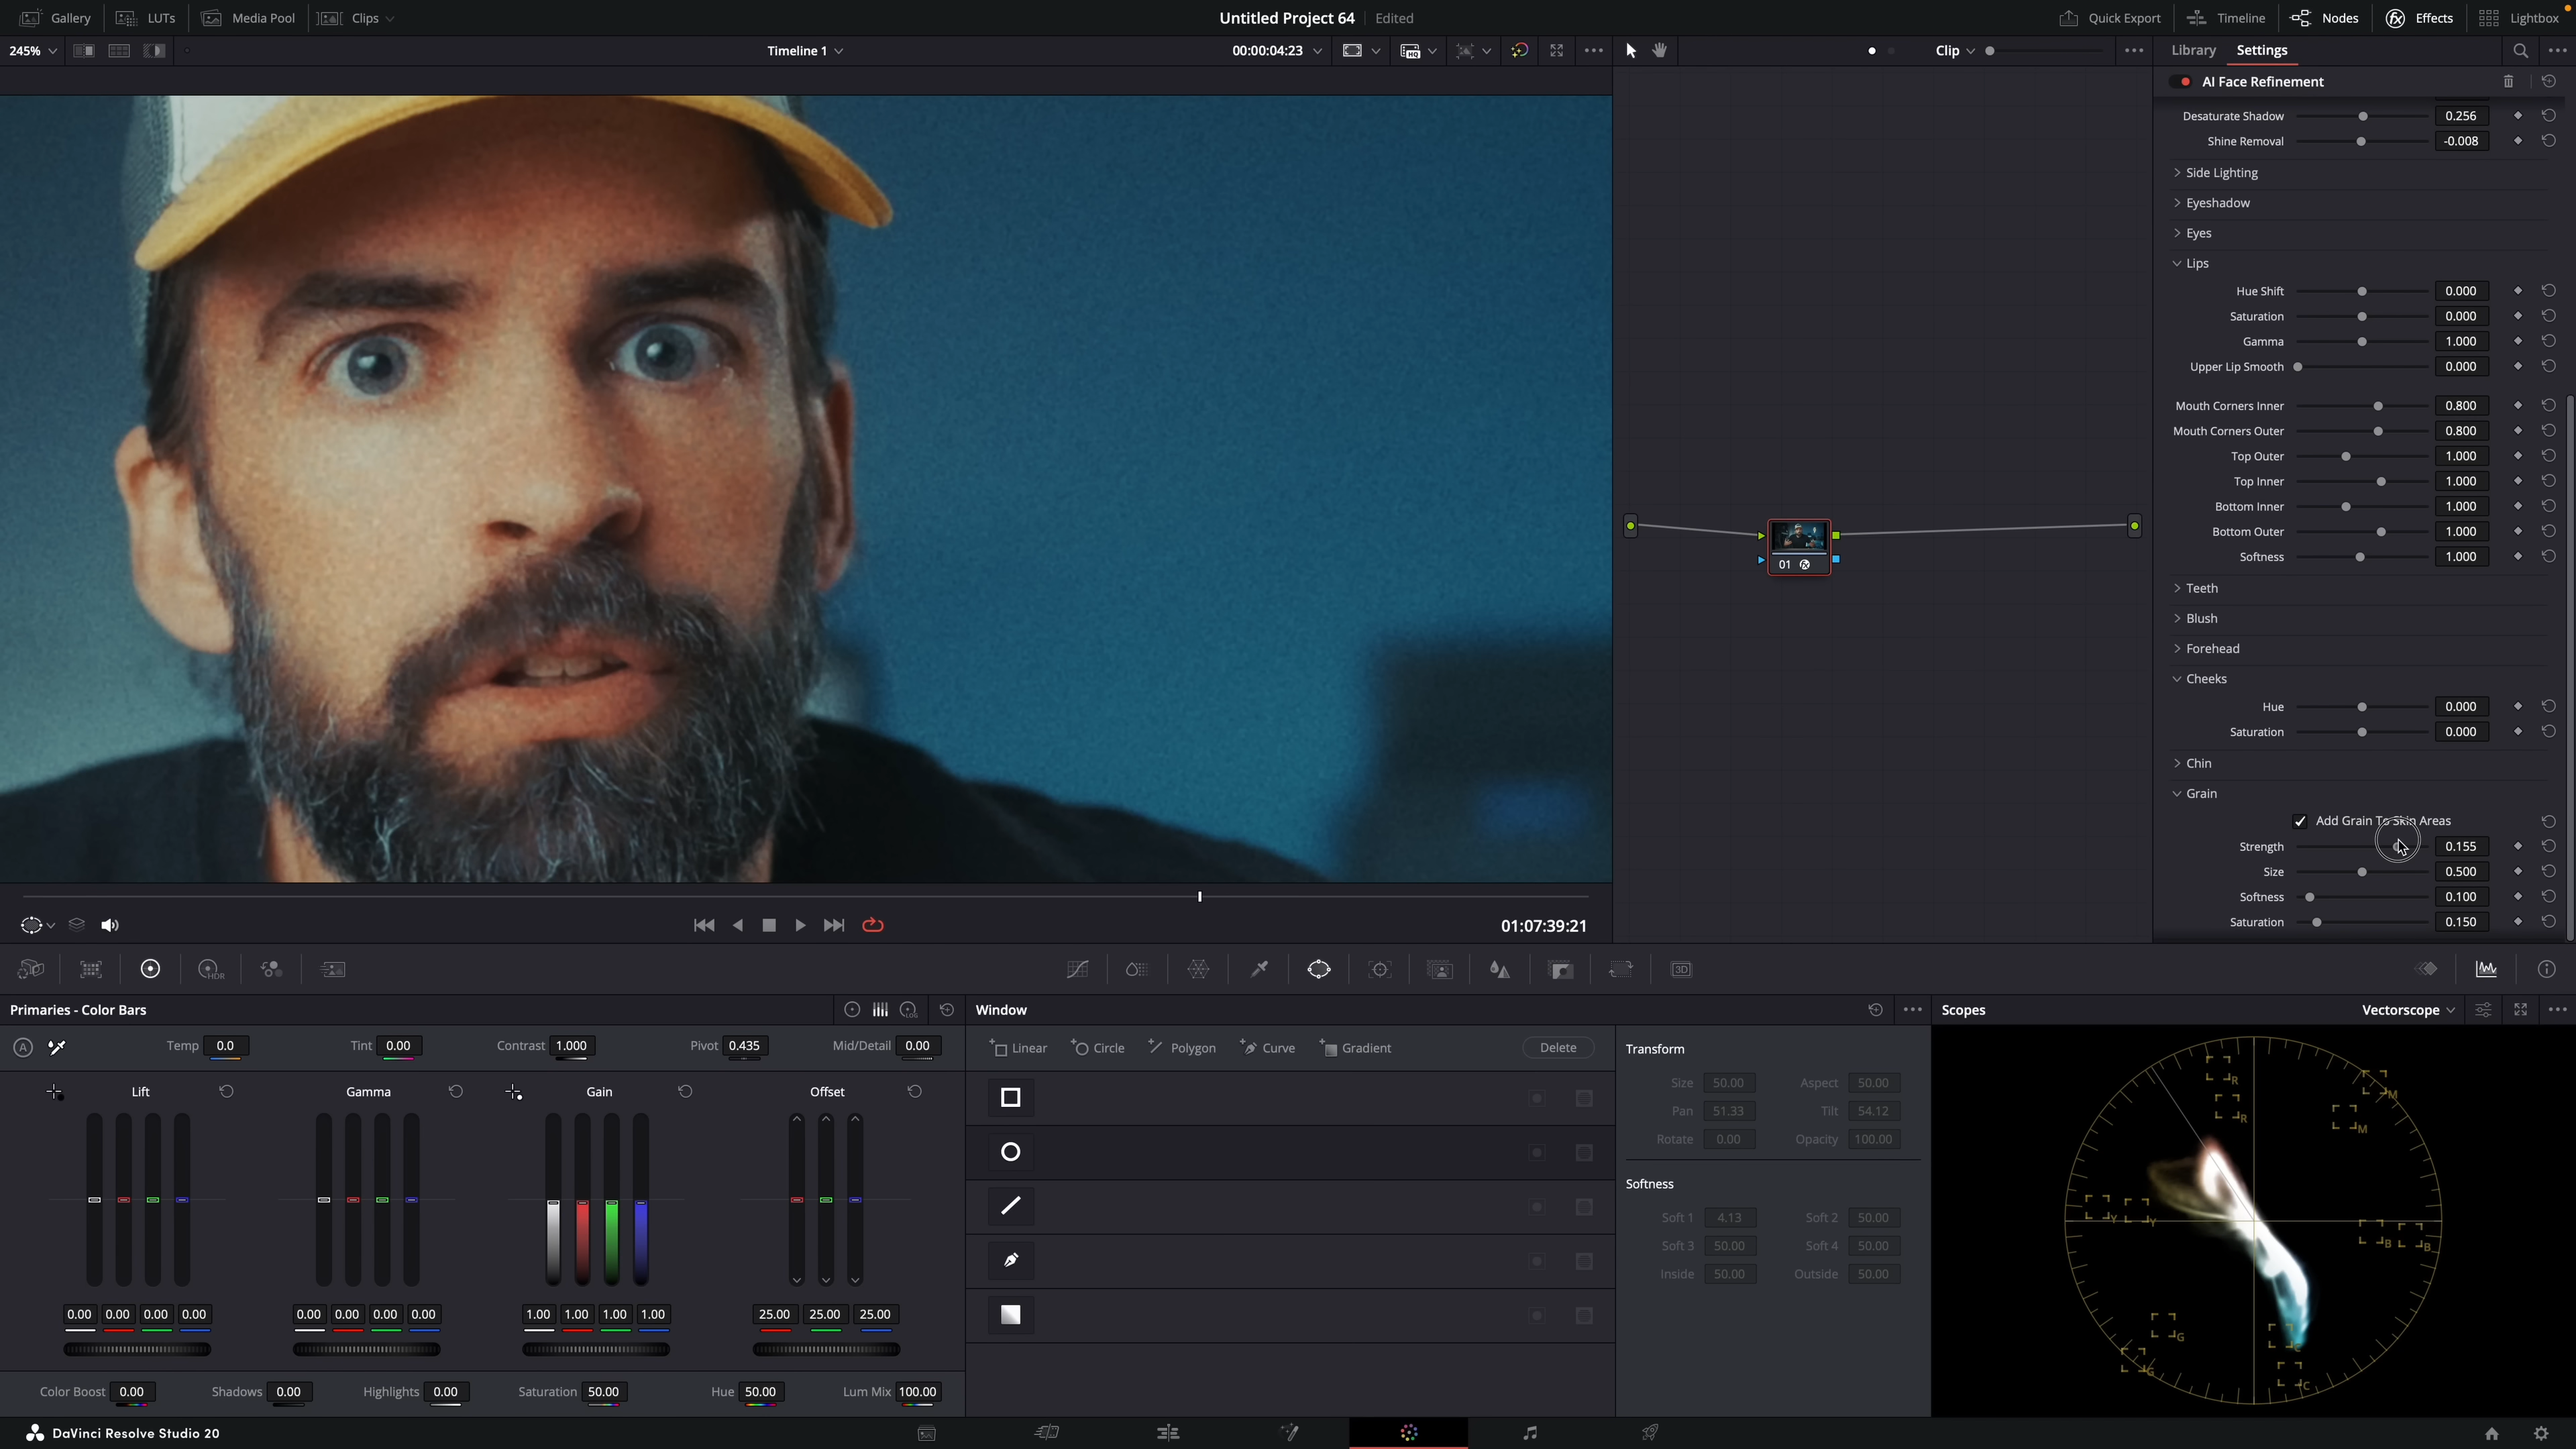 Gallery LUTs Media Pool Clips Untitled Project 64 Edited Quick Export Timeline Nodes Effects Lightbox
245% Timeline 1 00:00:04:23 HQ Clip Library Settings
AI Face Refinement
Desaturate Shadow 0.256
Shine Removal -0.008
Side Lighting
Eyeshadow
Eyes
Lips
Hue Shift 0.000
Saturation 0.000
Gamma 1.000
Upper Lip Smooth 0.000
Mouth Corners Inner 0.800
Mouth Corners Outer 0.800
Top Outer 1.000
Top Inner 1.000
Bottom Inner 1.000
Bottom Outer 1.000
Softness 1.000
01
Teeth
Blush
Forehead
Cheeks
Hue 0.000
Saturation 0.000
Chin
Grain
Add Grain To Skin Areas
Strength 0.155
Size 0.500
Softness 0.100
Saturation 0.150
01:07:39:21
HDR 3D
Primaries - Color Bars LOG Window Scopes Vectorscope
A Temp 0.0 Tint 0.00 Contrast 1.000 Pivot 0.435 Mid/Detail 0.00
Linear Circle Polygon Curve Gradient Delete
Lift Gamma Gain Offset
0.00 0.00 0.00 0.00 0.00 0.00 0.00 0.00 1.00 1.00 1.00 1.00 25.00 25.00 25.00
Color Boost 0.00 Shadows 0.00 Highlights 0.00 Saturation 50.00 Hue 50.00 Lum Mix 100.00
Transform
Size 50.00 Aspect 50.00
Pan 51.33 Tilt 54.12
Rotate 0.00 Opacity 100.00
Softness
Soft 1 4.13 Soft 2 50.00
Soft 3 50.00 Soft 4 50.00
Inside 50.00 Outside 50.00
R M
R M
Y Y B B
G C
G C
DaVinci Resolve Studio 20